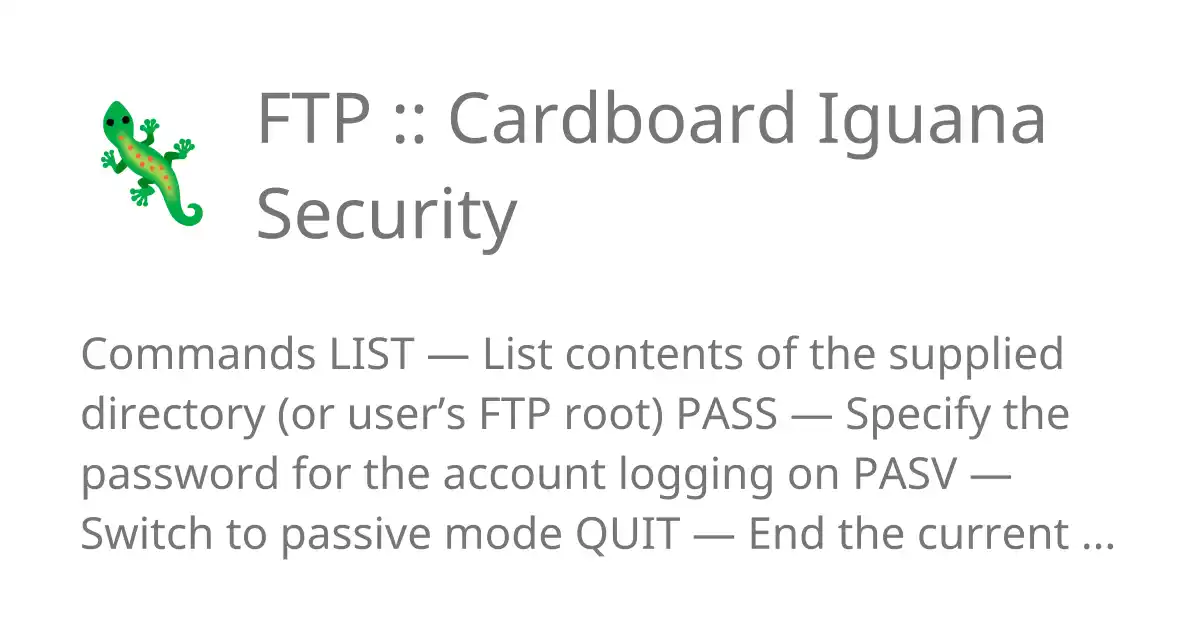 FTP :: Cardboard Iguana
Security
Commands LIST — List contents of the supplied
directory (or user’s FTP root) PASS — Specify the
password for the account logging on PASV —
Switch to passive mode QUIT — End the current ...